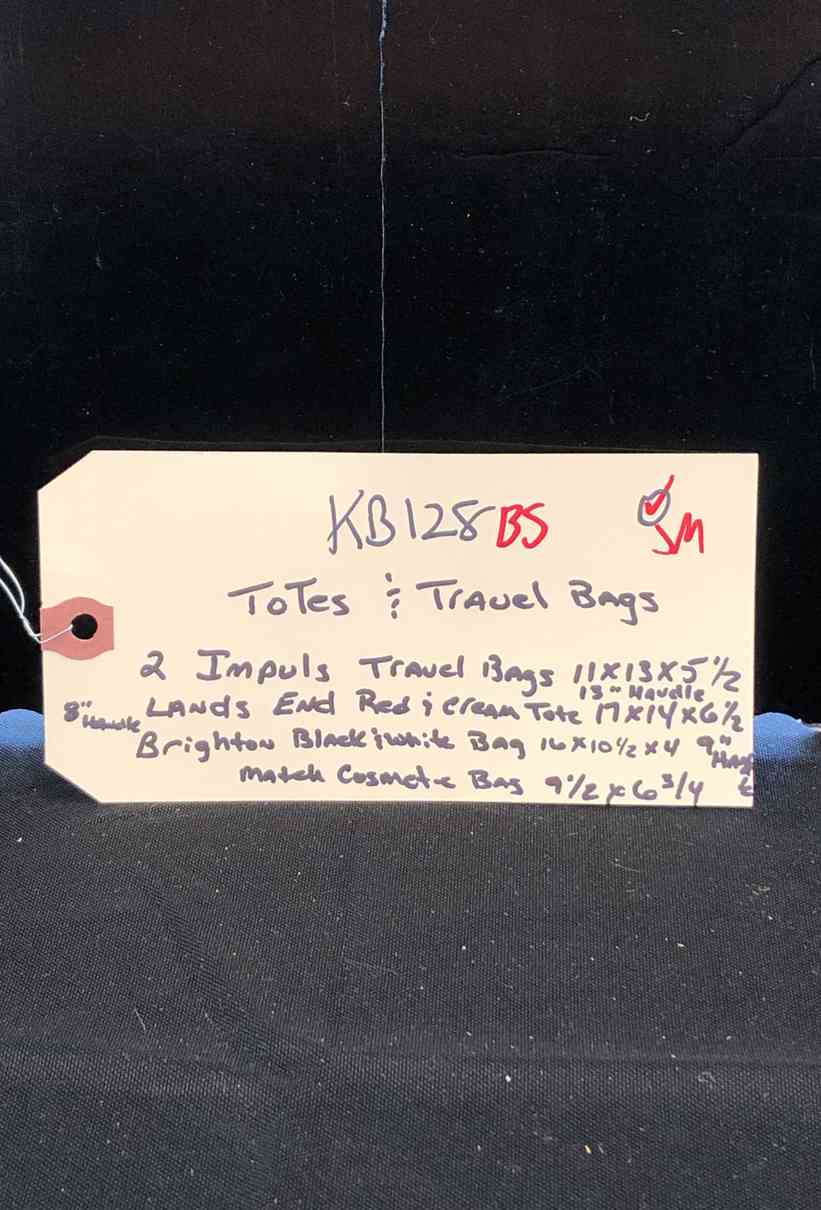 KB128 BS SM
ToTes & Travel Bags
2 Impuls Travel Bags 11x13x5 1/2
13" Handle
8" Handle Lands End Red & Cream Tote 17x14x6 1/2
Brighton Black & white Bag 16x10 1/2x4 9" Handle
Match Cosmetic Bag 9 1/2 x 6 3/4